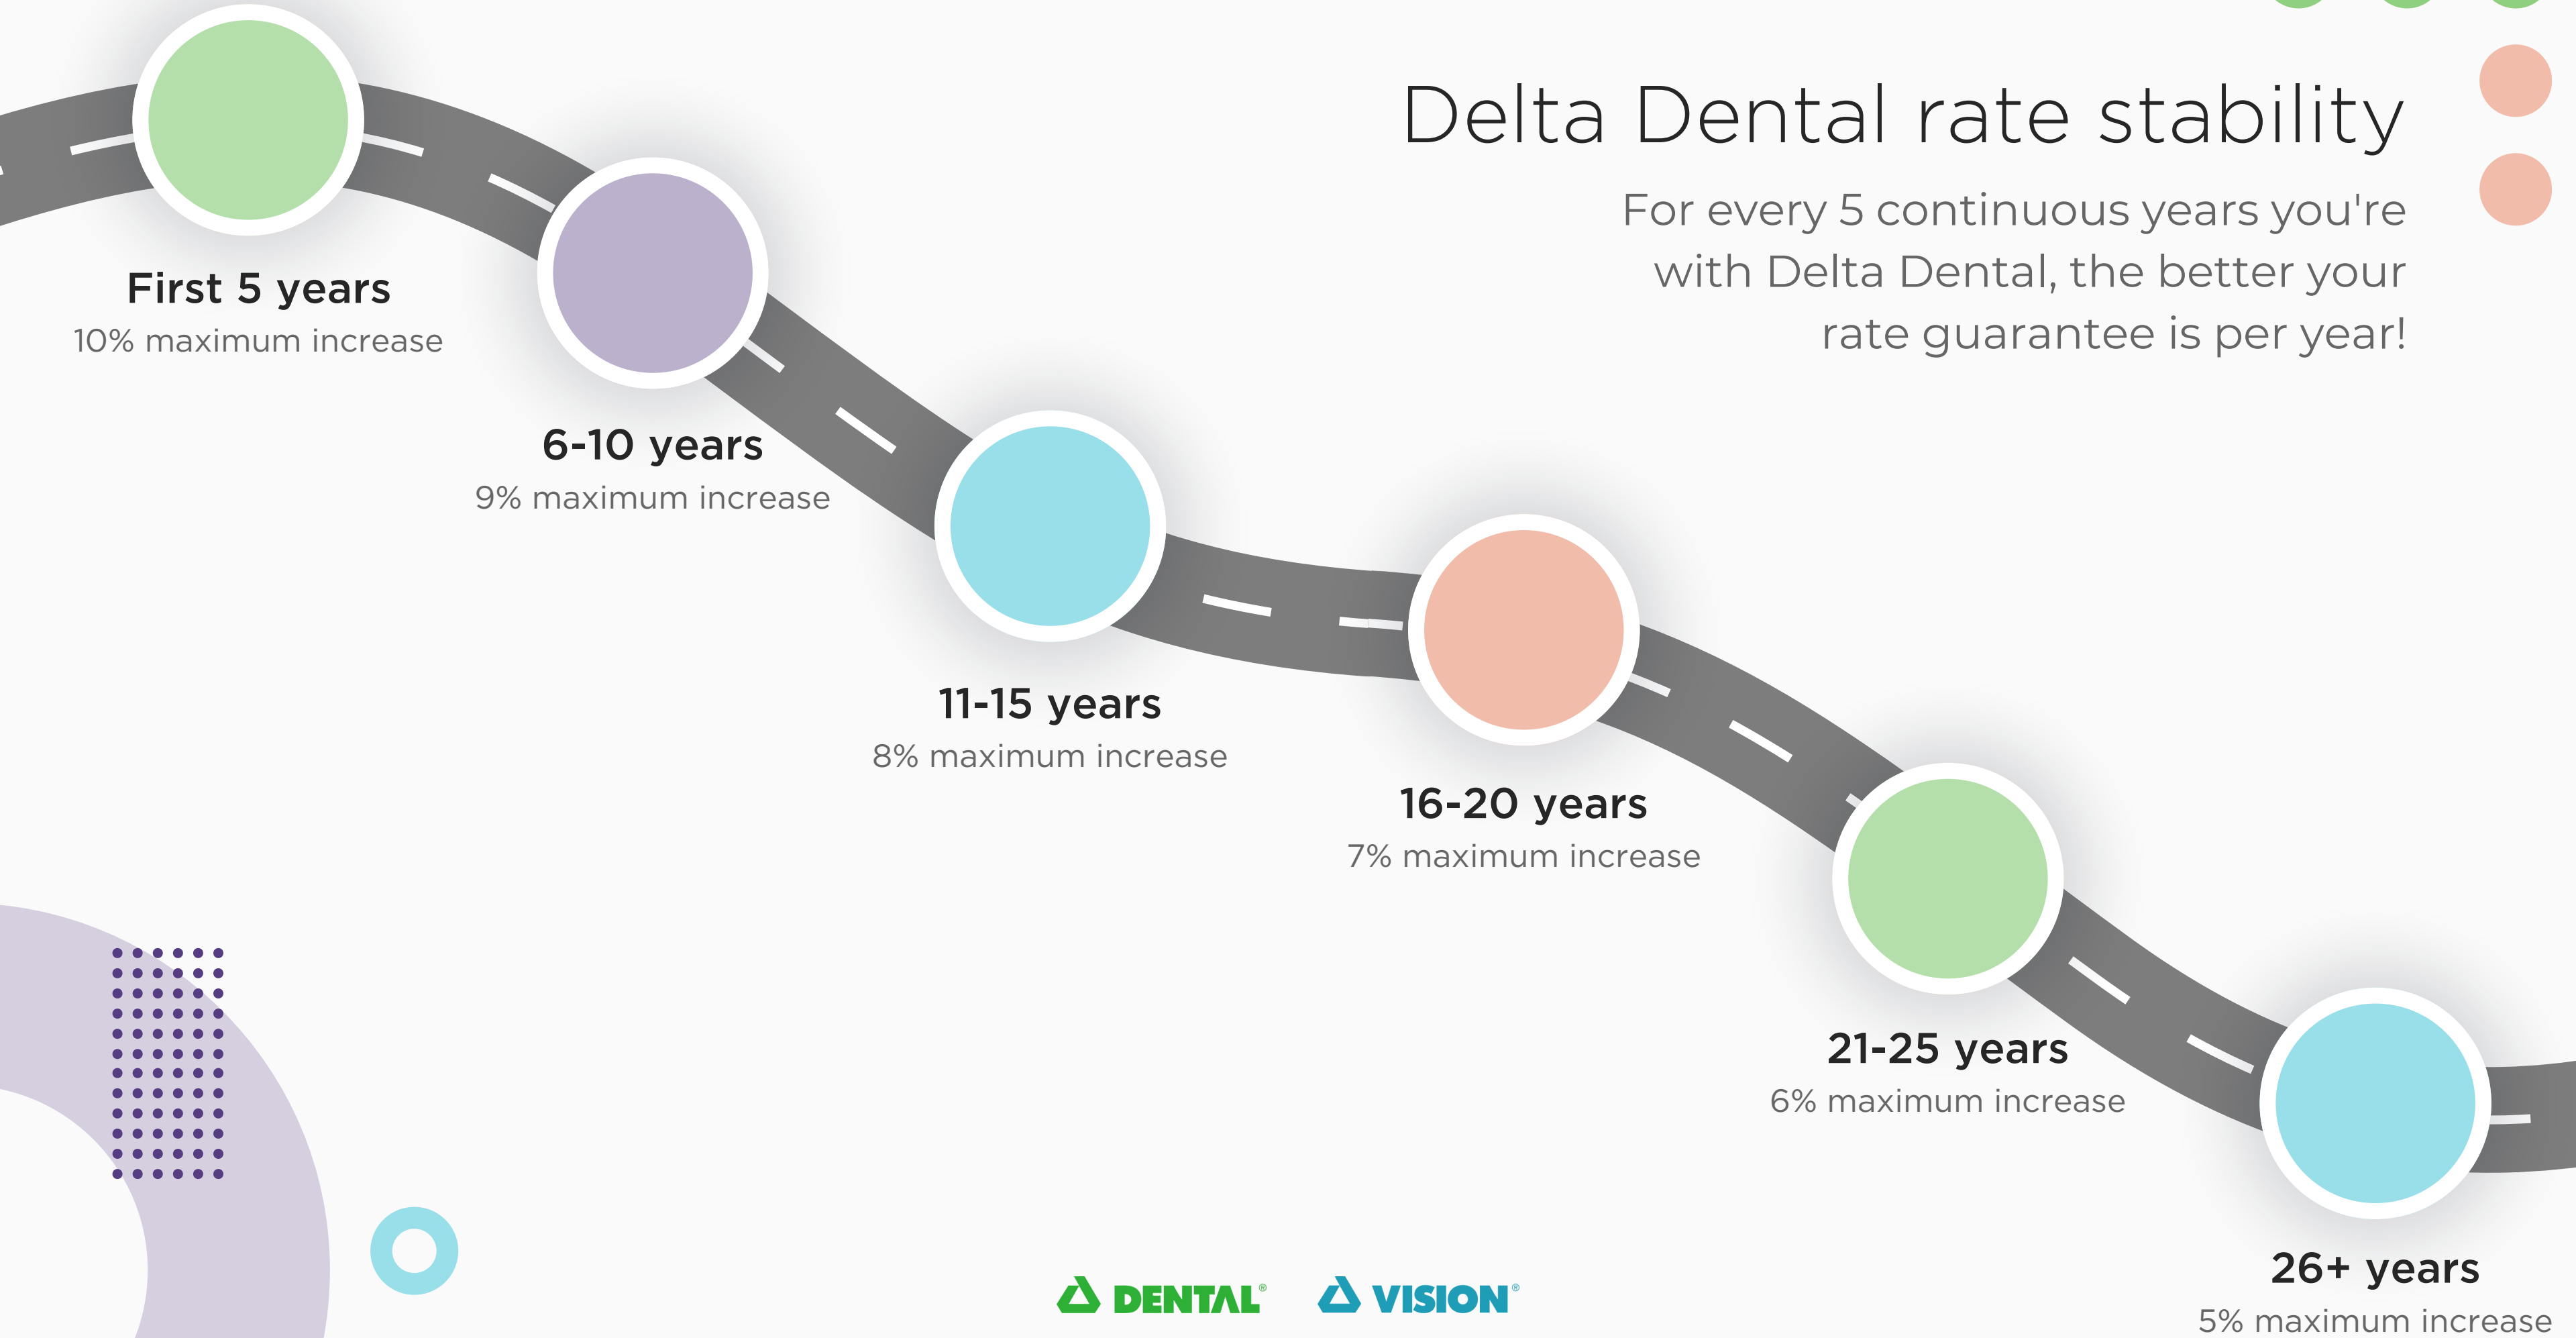 Delta Dental rate stability
For every 5 continuous years you're
with Delta Dental, the better your
rate guarantee is per year!
First 5 years
10% maximum increase
6-10 years
9% maximum increase
11-15 years
8% maximum increase
16-20 years
7% maximum increase
21-25 years
6% maximum increase
26+ years
5% maximum increase
DENTAL®
VISION®